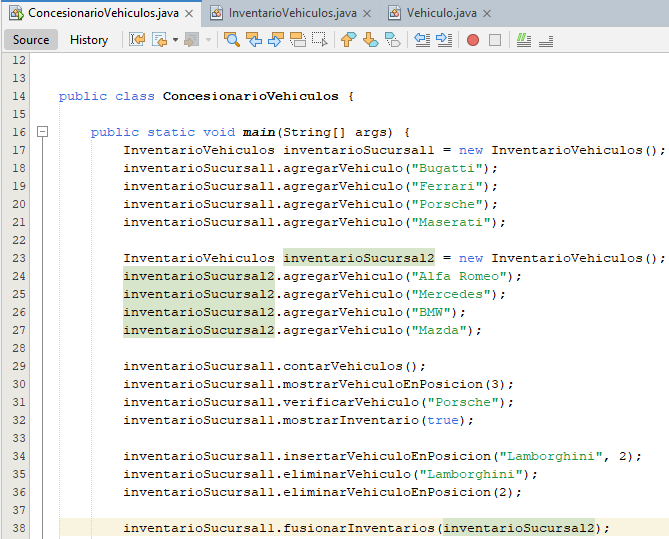 ConcesionarioVehiculos.java InventarioVehiculos.java Vehiculo.java
Source History
12
13
14 public class ConcesionarioVehiculos {
15
16 public static void main(String[] args) {
17 InventarioVehiculos inventarioSucursal1 = new InventarioVehiculos();
18 inventarioSucursal1.agregarVehiculo("Bugatti");
19 inventarioSucursal1.agregarVehiculo("Ferrari");
20 inventarioSucursal1.agregarVehiculo("Porsche");
21 inventarioSucursal1.agregarVehiculo("Maserati");
22
23 InventarioVehiculos inventarioSucursal2 = new InventarioVehiculos();
24 inventarioSucursal2.agregarVehiculo("Alfa Romeo");
25 inventarioSucursal2.agregarVehiculo("Mercedes");
26 inventarioSucursal2.agregarVehiculo("BMW");
27 inventarioSucursal2.agregarVehiculo("Mazda");
28
29 inventarioSucursal1.contarVehiculos();
30 inventarioSucursal1.mostrarVehiculoEnPosicion(3);
31 inventarioSucursal1.verificarVehiculo("Porsche");
32 inventarioSucursal1.mostrarInventario(true);
33
34 inventarioSucursal1.insertarVehiculoEnPosicion("Lamborghini", 2);
35 inventarioSucursal1.eliminarVehiculo("Lamborghini");
36 inventarioSucursal1.eliminarVehiculoEnPosicion(2);
37
38 inventarioSucursal1.fusionarInventarios(inventarioSucursal2);